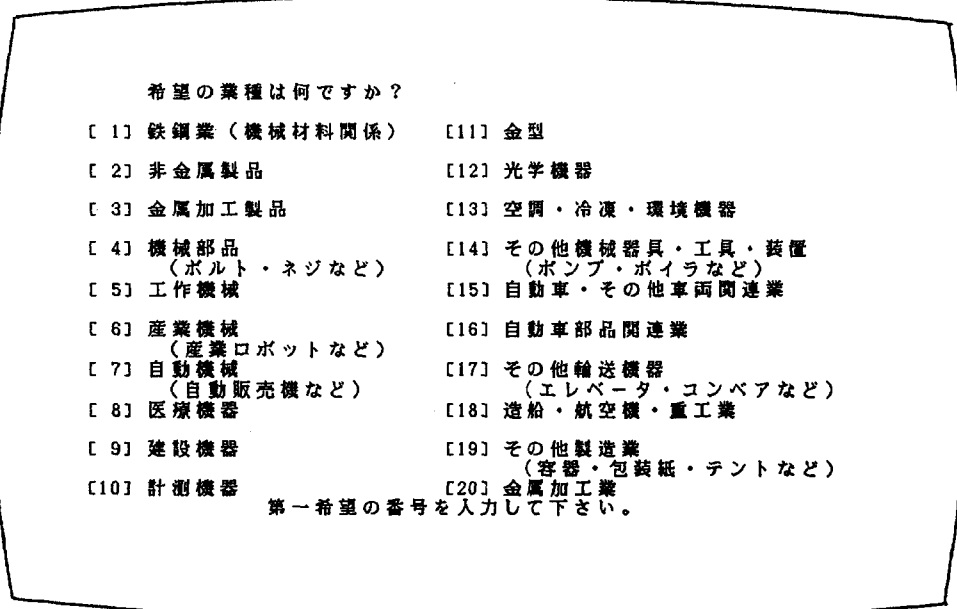 希望の業種は何ですか?
[ 1] 鉄鋼業(機械材料関係)
[ 2] 非金属製品
[ 3] 金属加工製品
[ 4] 機械部品
(ボルト・ネジなど)
[ 5] 工作機械
[ 6] 産業機械
(産業ロボットなど)
[ 7] 自動機械
(自動販売機など)
[ 8] 医療機器
[ 9] 建設機器
[10] 計測機器
[11] 金型
[12] 光学機器
[13] 空調・冷凍・環境機器
[14] その他機械器具・工具・装置
(ポンプ・ボイラなど)
[15] 自動車・その他車両関連業
[16] 自動車部品関連業
[17] その他輸送機器
(エレベータ・コンベアなど)
[18] 造船・航空機・重工業
[19] その他製造業
(容器・包装紙・テントなど)
[20] 金属加工業
第一希望の番号を入力して下さい。